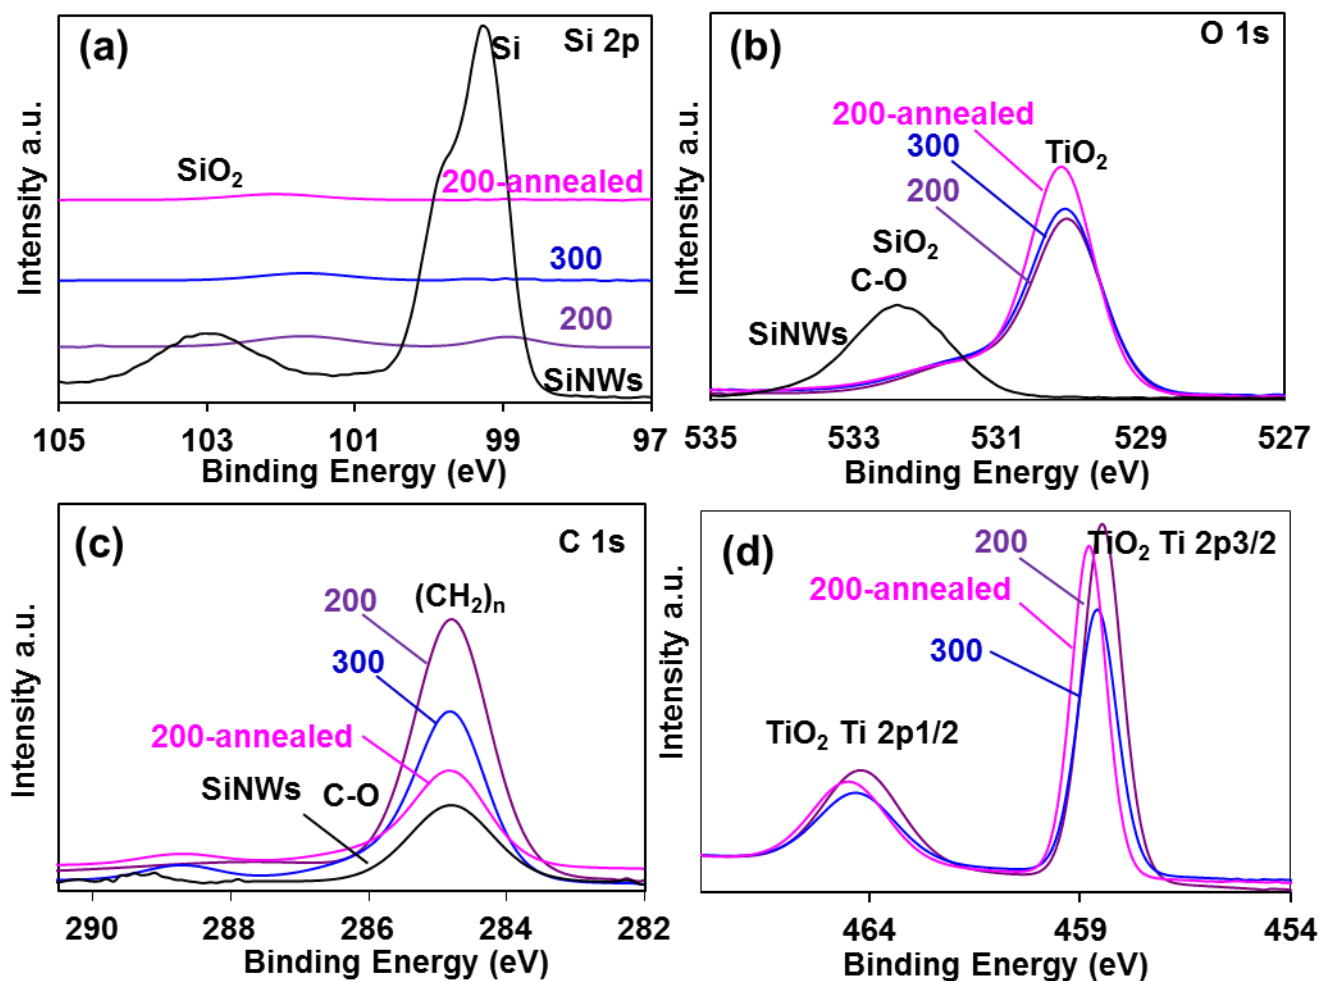 (a)
Si
Si 2p
SiO₂
200-annealed
300
200
SiNWs
Intensity a.u.
105 103 101 99 97
Binding Energy (eV)
(b)
O 1s
200-annealed
300
TiO₂
200
SiO₂
C-O
SiNWs
Intensity a.u.
535 533 531 529 527
Binding Energy (eV)
(c)
C 1s
200
(CH₂)ₙ
300
200-annealed
SiNWs
C-O
Intensity a.u.
290 288 286 284 282
Binding Energy (eV)
(d)
200
TiO₂ Ti 2p3/2
200-annealed
300
TiO₂ Ti 2p1/2
Intensity a.u.
464 459 454
Binding Energy (eV)